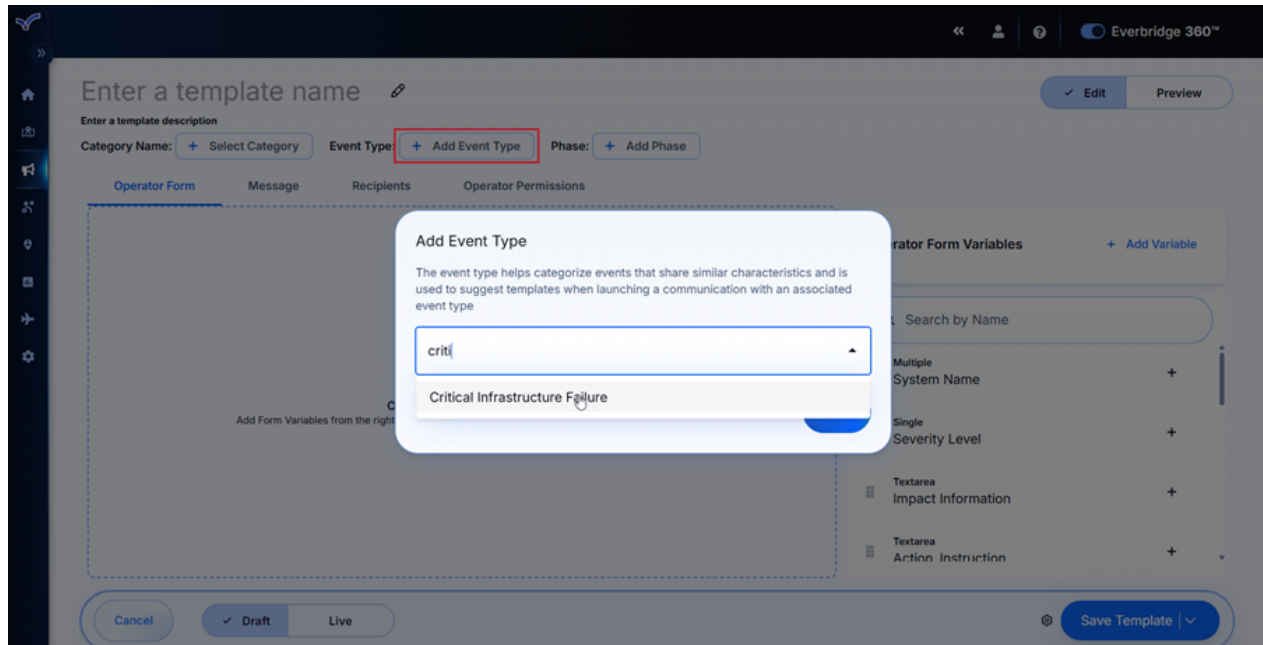 Everbridge 360™
Enter a template name
Edit
Preview
Enter a template description
Category Name: + Select Category Event Type: + Add Event Type Phase: + Add Phase
Operator Form Message Recipients Operator Permissions
Add Event Type
The event type helps categorize events that share similar characteristics and is
used to suggest templates when launching a communication with an associated
event type
criti
Critical Infrastructure Failure
Add Form Variables from the right
Form Variables + Add Variable
Search by Name
Multiple
System Name
Single
Severity Level
Textarea
Impact Information
Textarea
Action Instruction
Cancel
Draft
Live
Save Template